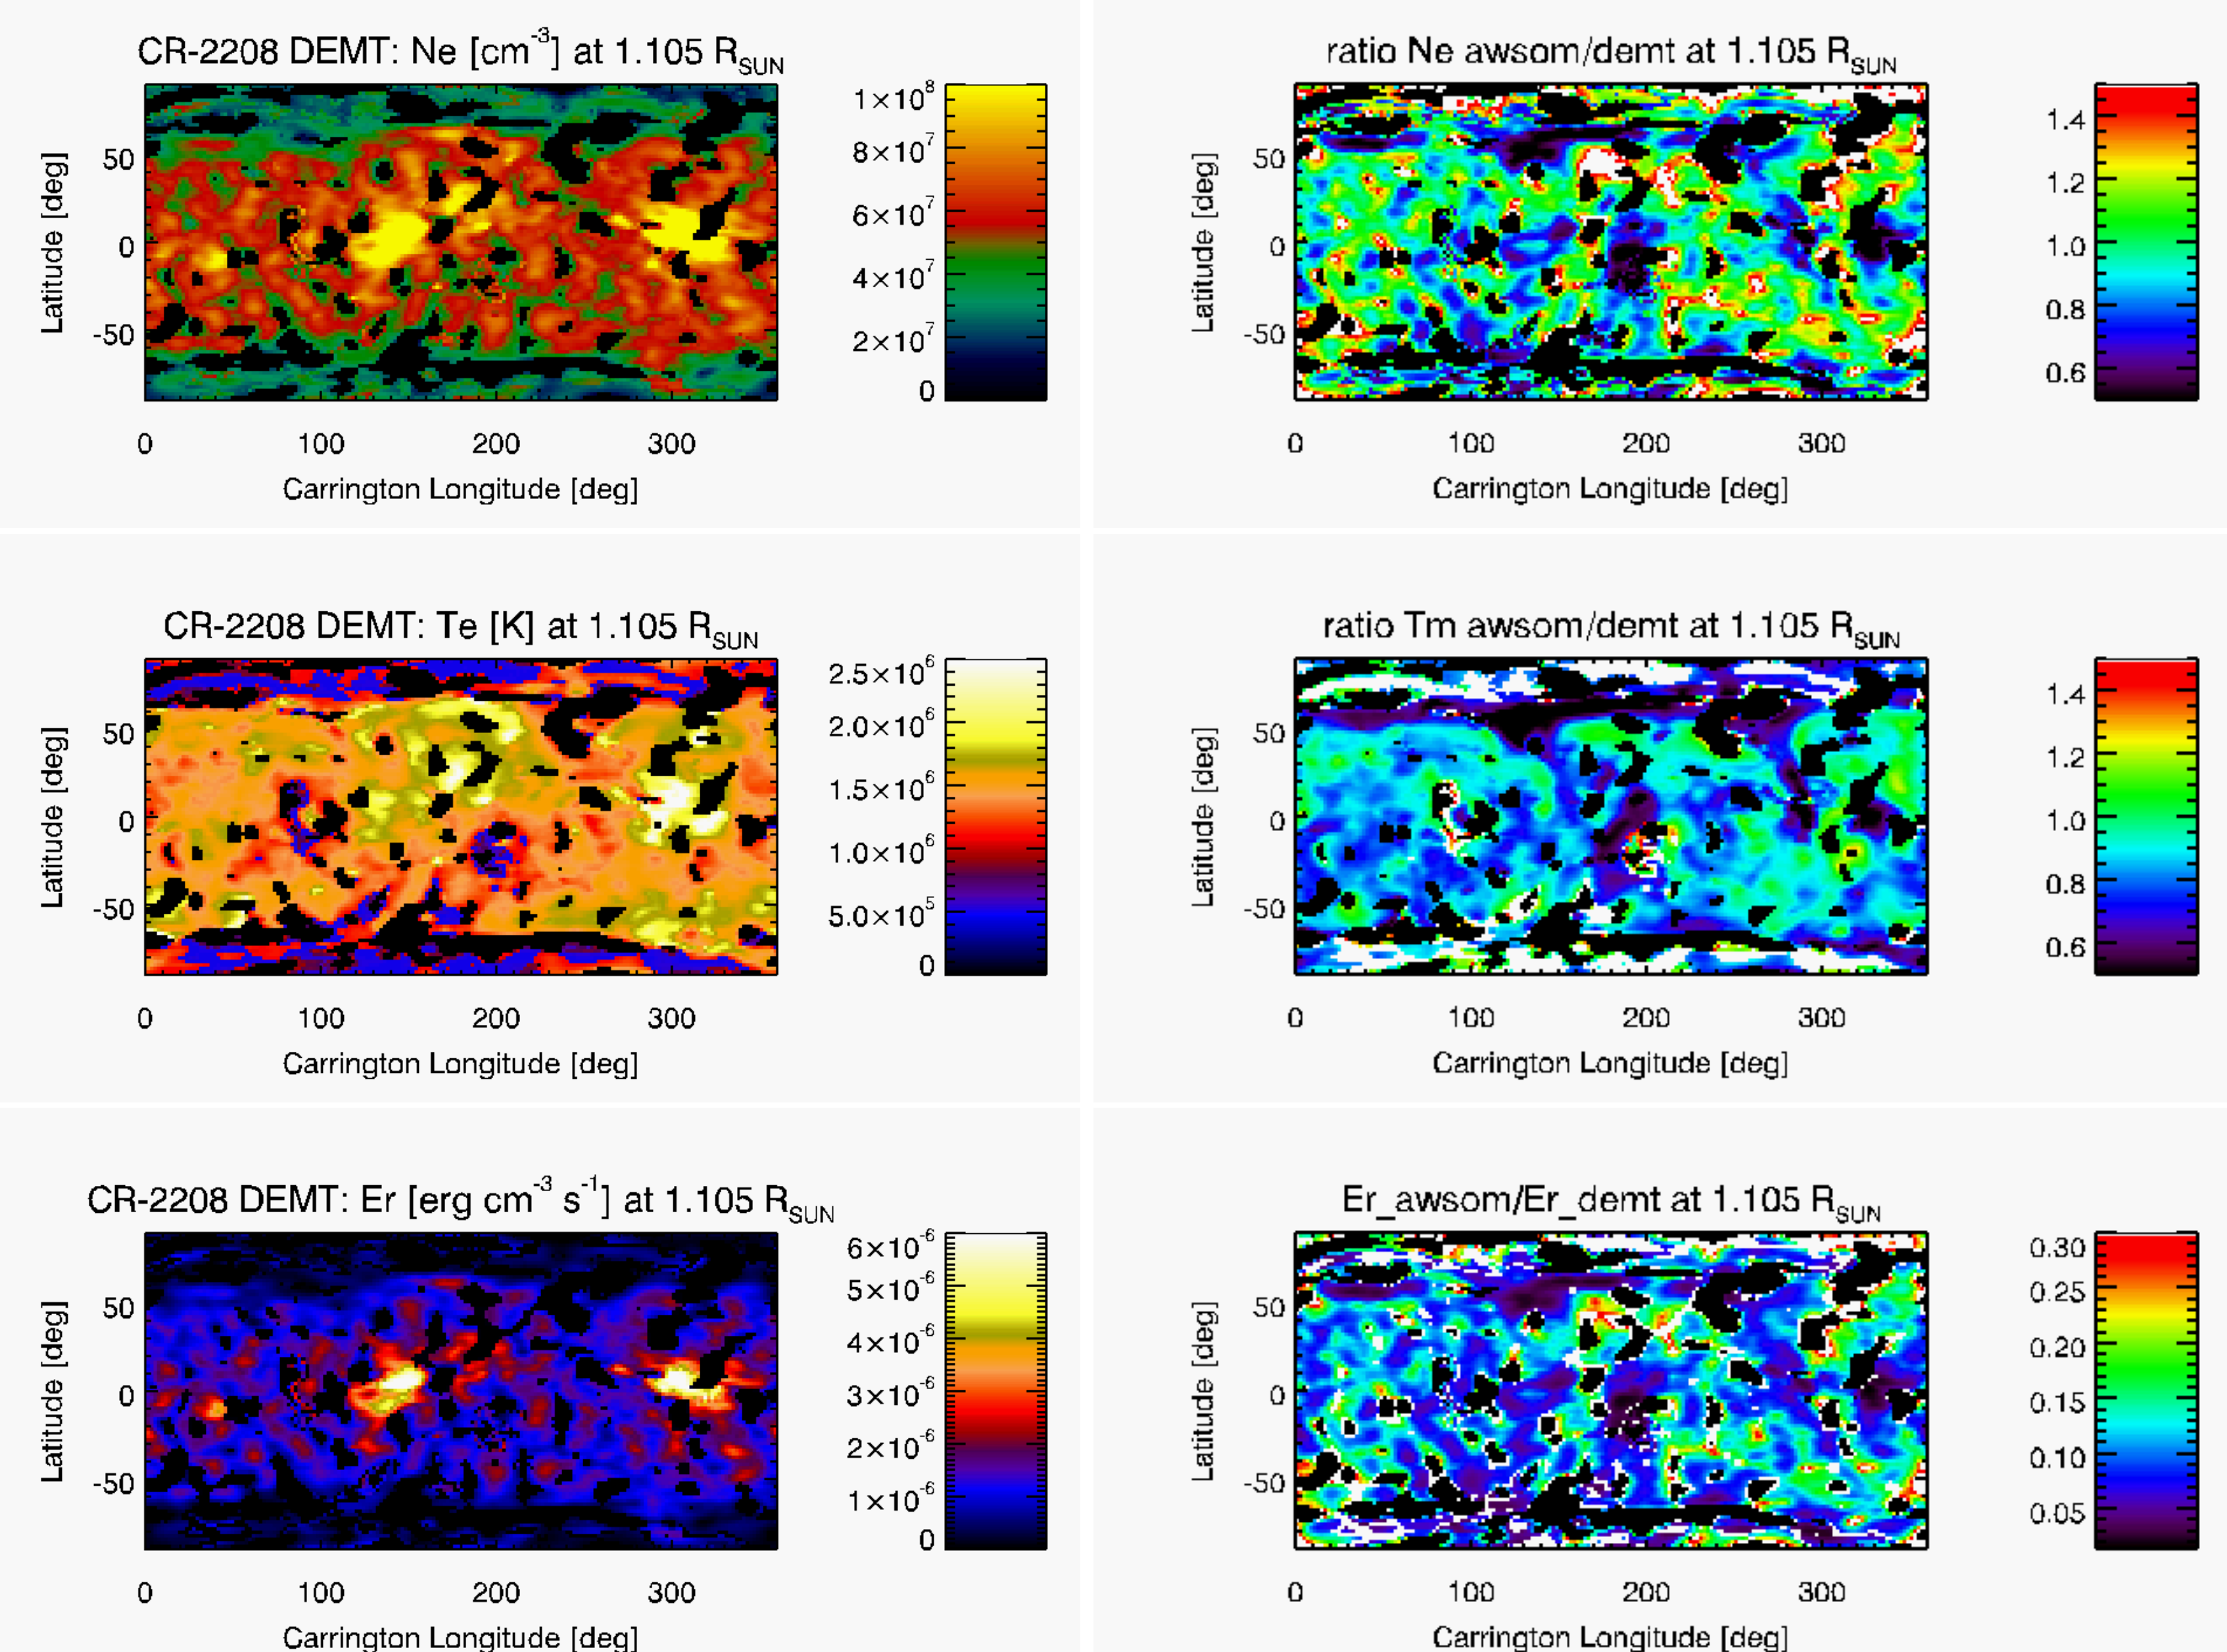 CR-2208 DEMT: Ne [cm⁻³] at 1.105 R_SUN
1×10⁸
8×10⁷
6×10⁷
4×10⁷
2×10⁷
0
50
0
-50
Latitude [deg]
0 100 200 300
Carrington Longitude [deg]
ratio Ne awsom/demt at 1.105 R_SUN
1.4
1.2
1.0
0.8
0.6
50
0
-50
Latitude [deg]
0 100 200 300
Carrington Longitude [deg]
CR-2208 DEMT: Te [K] at 1.105 R_SUN
2.5×10⁶
2.0×10⁶
1.5×10⁶
1.0×10⁶
5.0×10⁵
0
50
0
-50
Latitude [deg]
0 100 200 300
Carrington Longitude [deg]
ratio Tm awsom/demt at 1.105 R_SUN
1.4
1.2
1.0
0.8
0.6
50
0
-50
Latitude [deg]
0 100 200 300
Carrington Longitude [deg]
CR-2208 DEMT: Er [erg cm⁻³ s⁻¹] at 1.105 R_SUN
6×10⁻⁶
5×10⁻⁶
4×10⁻⁶
3×10⁻⁶
2×10⁻⁶
1×10⁻⁶
0
50
0
-50
Latitude [deg]
0 100 200 300
Carrington Longitude [deg]
Er_awsom/Er_demt at 1.105 R_SUN
0.30
0.25
0.20
0.15
0.10
0.05
50
0
-50
Latitude [deg]
0 100 200 300
Carrington Longitude [deg]